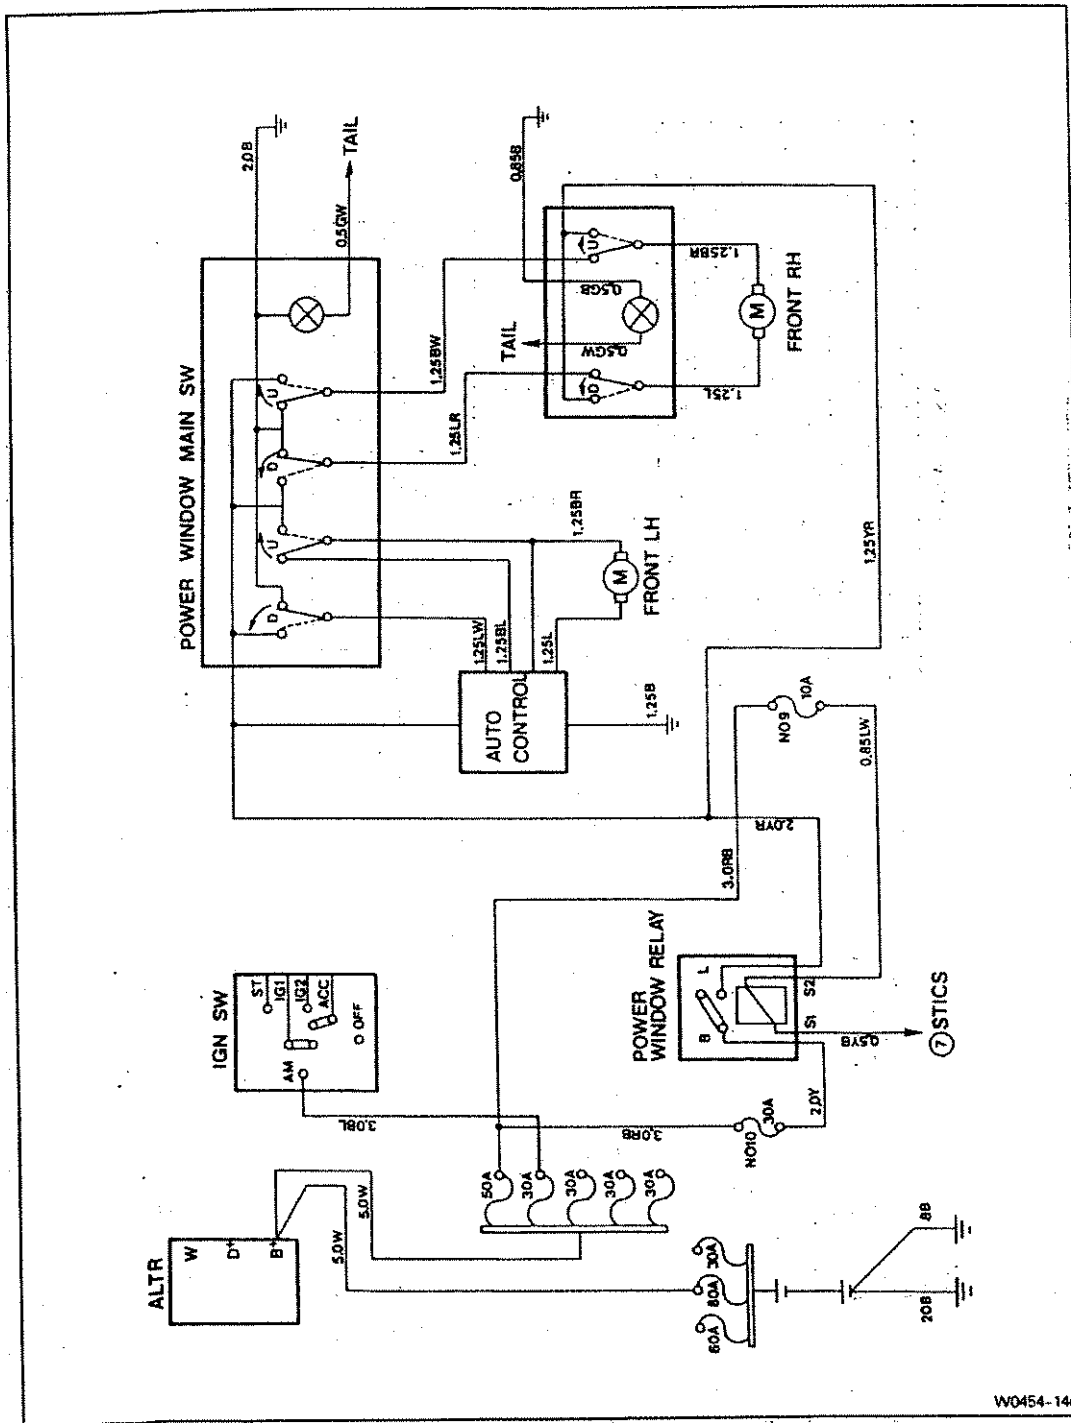 ALTR
W
D+
B+
5.0W
5.0W
60A
80A
30A
20B
8B
50A
30A
30A
30A
30A
IGN SW
ST
IG1
IG2
ACC
OFF
AM
3.0BL
3.0RB
NO10
30A
2.0Y
POWER
WINDOW RELAY
B
L
S1
S2
0.5YB
7 STICS
3.0RB
NO9
10A
0.85LW
2.0YR
1.25YR
POWER WINDOW MAIN SW
D
U
D
U
2.0B
0.5GW
TAIL
AUTO
CONTROL
1.25LW
1.25BL
1.25L
1.25B
1.25BR
M
FRONT LH
1.25LR
1.25BW
TAIL
0.5GW
0.5GB
0.85B
D
U
1.25L
1.25BR
M
FRONT RH